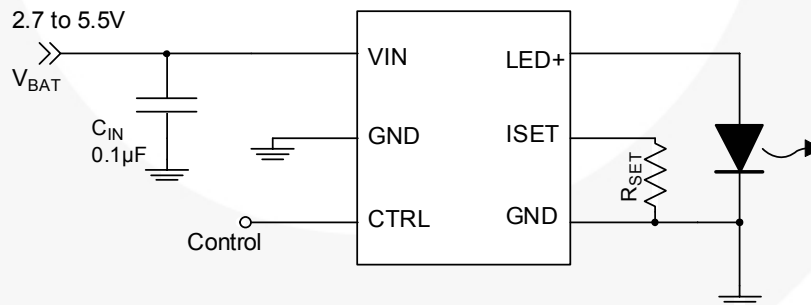 2.7 to 5.5V
V_BAT
C_IN
0.1µF
Control
VIN
GND
CTRL
LED+
ISET
GND
R_SET